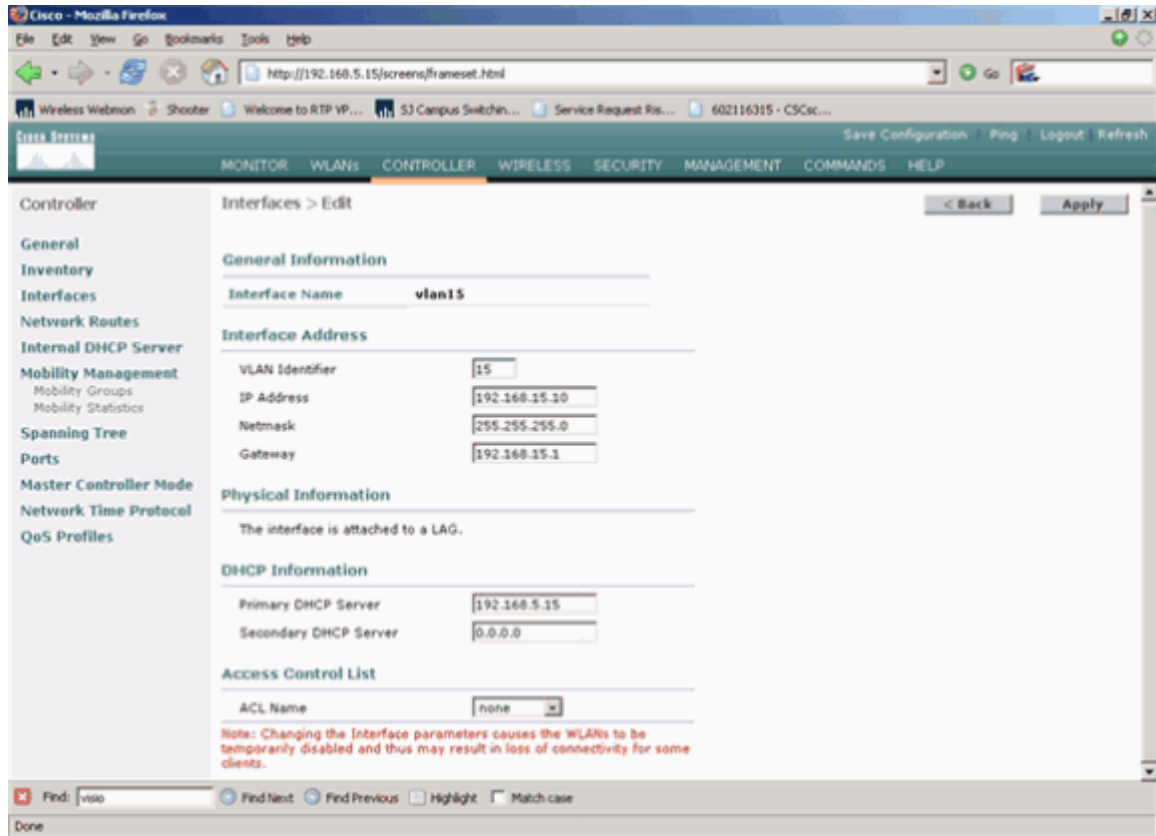 Cisco - Mozilla Firefox
File Edit View Go Bookmarks Tools Help
http://192.168.5.15/screens/frameset.html
Go
Wireless Webmon Shooter Welcome to RTP VP... SJ Campus Switchin... Service Request Ris... 602116315 - CSCsc...
Cisco Systems
Save Configuration Ping Logout Refresh
MONITOR WLANs CONTROLLER WIRELESS SECURITY MANAGEMENT COMMANDS HELP
Controller
General
Inventory
Interfaces
Network Routes
Internal DHCP Server
Mobility Management
Mobility Groups
Mobility Statistics
Spanning Tree
Ports
Master Controller Mode
Network Time Protocol
QoS Profiles
Interfaces > Edit
< Back Apply
General Information
Interface Name vlan15
Interface Address
VLAN Identifier 15
IP Address 192.168.15.10
Netmask 255.255.255.0
Gateway 192.168.15.1
Physical Information
The interface is attached to a LAG.
DHCP Information
Primary DHCP Server 192.168.5.15
Secondary DHCP Server 0.0.0.0
Access Control List
ACL Name none
Note: Changing the Interface parameters causes the WLANs to be
temporarily disabled and thus may result in loss of connectivity for some
clients.
Find: visio Find Next Find Previous Highlight Match case
Done